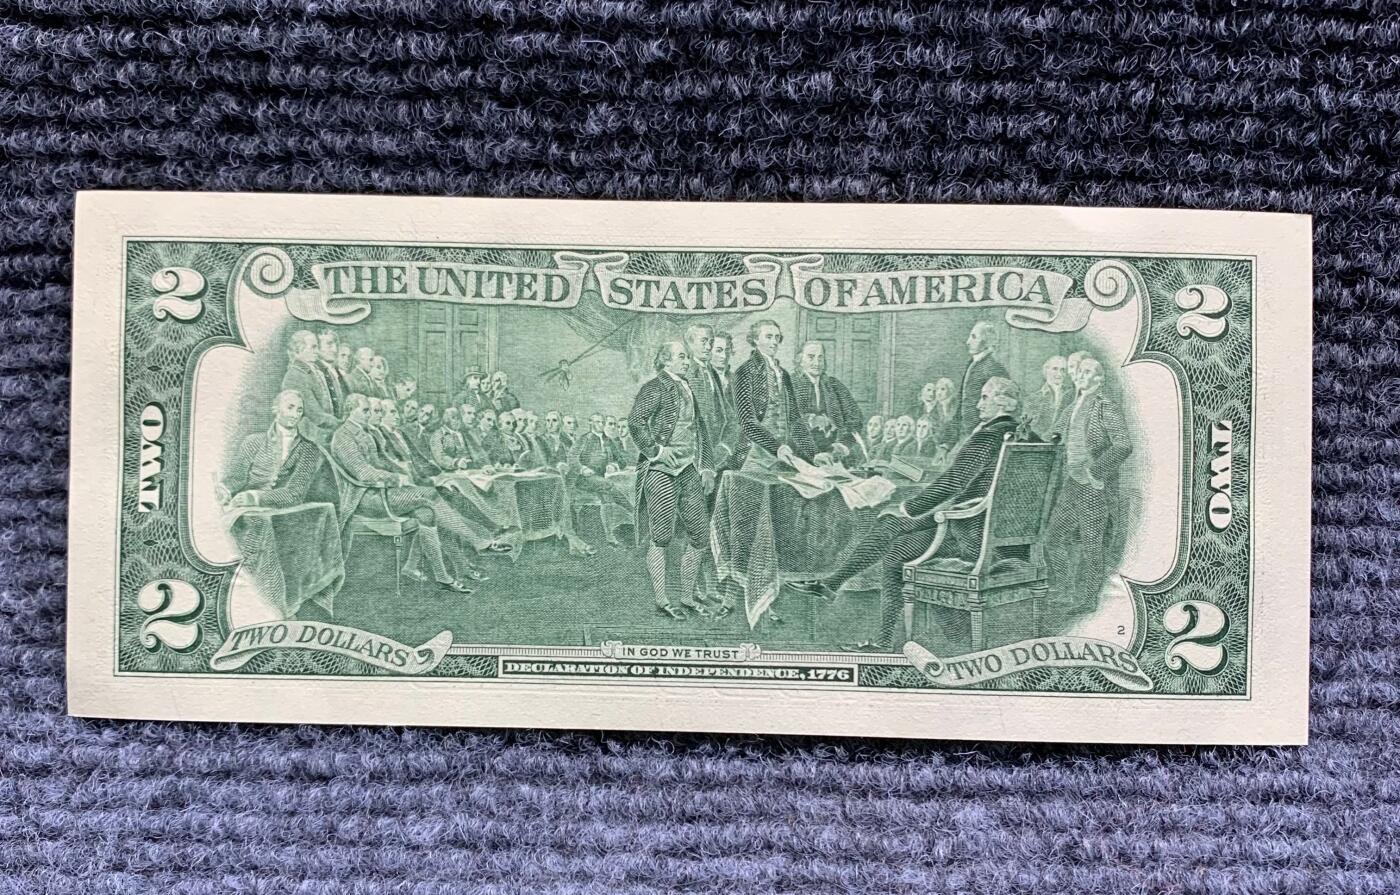 2
THE UNITED STATES OF AMERICA
2
TWO
TWO
2
TWO DOLLARS
IN GOD WE TRUST
DECLARATION OF INDEPENDENCE, 1776
2
TWO DOLLARS
2